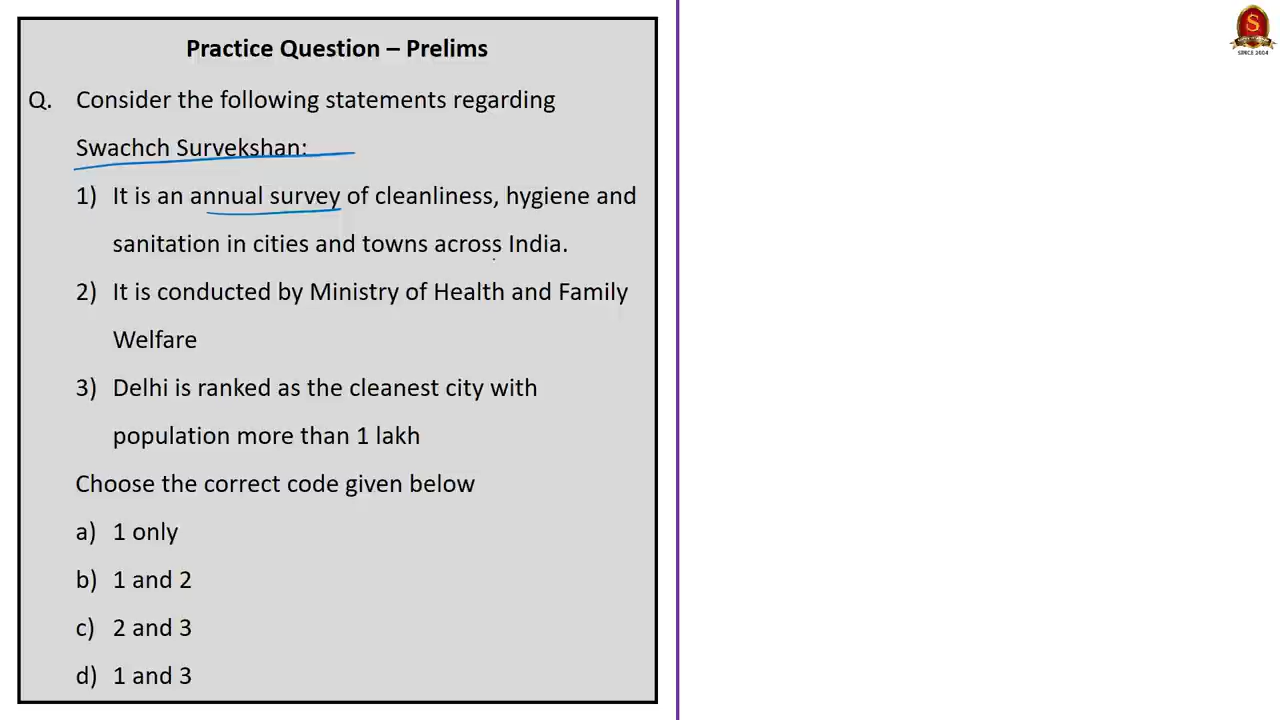 Practice Question – Prelims
Q. Consider the following statements regarding
Swachch Survekshan:
1) It is an annual survey of cleanliness, hygiene and
sanitation in cities and towns across India.
2) It is conducted by Ministry of Health and Family
Welfare
3) Delhi is ranked as the cleanest city with
population more than 1 lakh
Choose the correct code given below
a) 1 only
b) 1 and 2
c) 2 and 3
d) 1 and 3
S
SINCE 2004